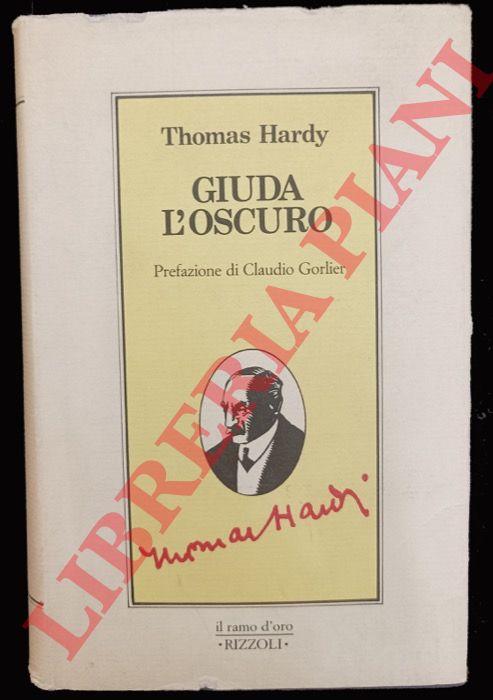 Thomas Hardy
GIUDA
L'OSCURO
Prefazione di Claudio Gorlier
Thomas Hardy
il ramo d'oro
•RIZZOLI•
LIBRERIA PIANI